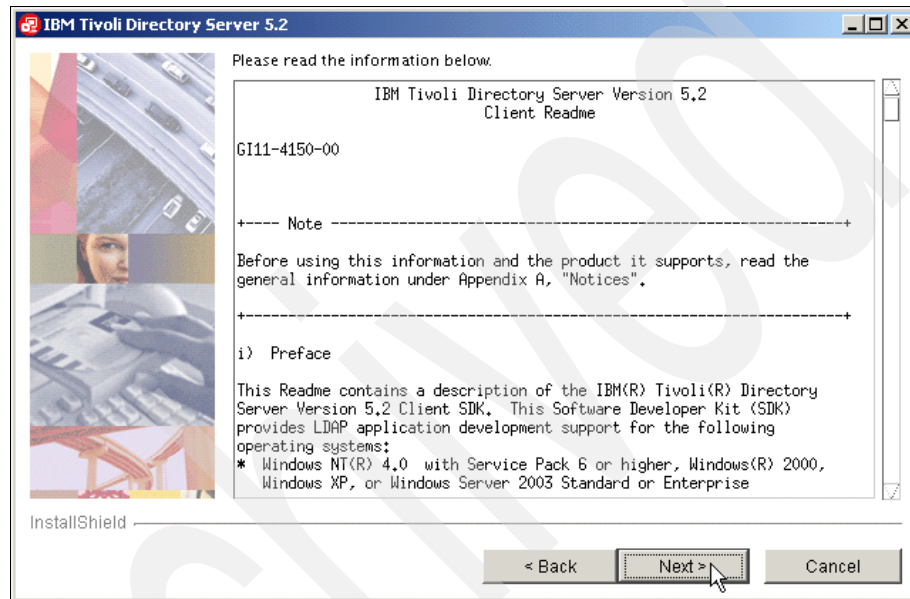 IBM Tivoli Directory Server 5.2
Please read the information below.
IBM Tivoli Directory Server Version 5.2
Client Readme
GI11-4150-00
+---- Note ------------------------------------------------------------------+
Before using this information and the product it supports, read the
general information under Appendix A, "Notices".
+----------------------------------------------------------------------------+
i) Preface
This Readme contains a description of the IBM(R) Tivoli(R) Directory
Server Version 5.2 Client SDK. This Software Developer Kit (SDK)
provides LDAP application development support for the following
operating systems:
* Windows NT(R) 4.0 with Service Pack 6 or higher, Windows(R) 2000,
Windows XP, or Windows Server 2003 Standard or Enterprise
InstallShield
< Back
Next >
Cancel